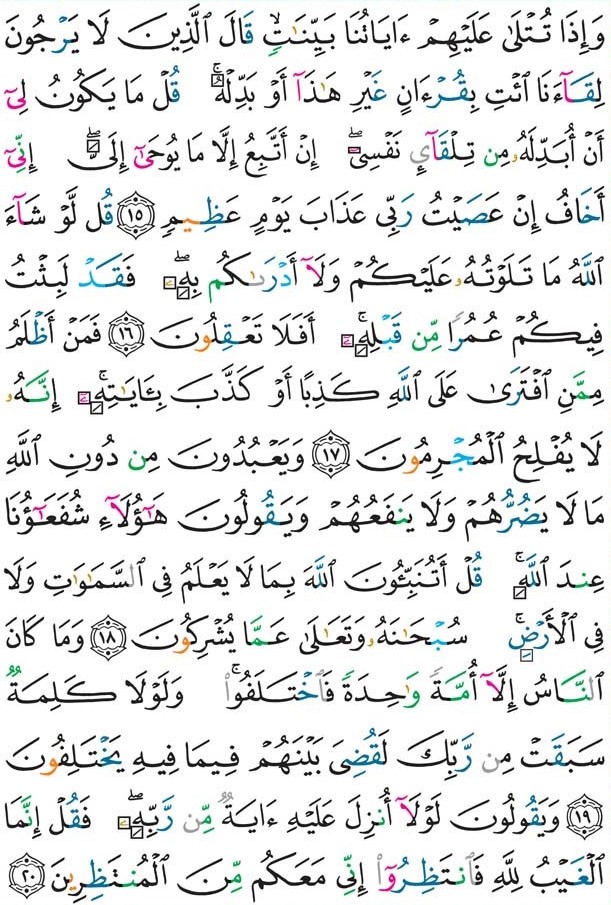 وَإِذَا تُتْلَىٰ عَلَيْهِمْ ءَايَاتُنَا بَيِّنَٰتٍ قَالَ ٱلَّذِينَ لَا يَرْجُونَ
لِقَآءَنَا ٱئْتِ بِقُرْءَانٍ غَيْرِ هَٰذَآ أَوْ بَدِّلْهُ ۚ قُلْ مَا يَكُونُ لِىٓ
أَنْ أُبَدِّلَهُۥ مِن تِلْقَآئِ نَفْسِىٓ ۖ إِنْ أَتَّبِعُ إِلَّا مَا يُوحَىٰٓ إِلَىَّ ۖ إِنِّىٓ
أَخَافُ إِنْ عَصَيْتُ رَبِّى عَذَابَ يَوْمٍ عَظِيمٍ ١٥ قُل لَّوْ شَآءَ
ٱللَّهُ مَا تَلَوْتُهُۥ عَلَيْكُمْ وَلَآ أَدْرَىٰكُم بِهِۦ ۖ فَقَدْ لَبِثْتُ
فِيكُمْ عُمُرًا مِّن قَبْلِهِۦٓ ۚ أَفَلَا تَعْقِلُونَ ١٦ فَمَنْ أَظْلَمُ
مِمَّنِ ٱفْتَرَىٰ عَلَى ٱللَّهِ كَذِبًا أَوْ كَذَّبَ بِـَٔايَٰتِهِۦٓ ۚ إِنَّهُۥ
لَا يُفْلِحُ ٱلْمُجْرِمُونَ ١٧ وَيَعْبُدُونَ مِن دُونِ ٱللَّهِ
مَا لَا يَضُرُّهُمْ وَلَا يَنفَعُهُمْ وَيَقُولُونَ هَٰٓؤُلَآءِ شُفَعَٰٓؤُنَا
عِندَ ٱللَّهِ ۚ قُلْ أَتُنَبِّـُٔونَ ٱللَّهَ بِمَا لَا يَعْلَمُ فِى ٱلسَّمَٰوَٰتِ وَلَا
فِى ٱلْأَرْضِ ۚ سُبْحَٰنَهُۥ وَتَعَٰلَىٰ عَمَّا يُشْرِكُونَ ١٨ وَمَا كَانَ
ٱلنَّاسُ إِلَّآ أُمَّةً وَٰحِدَةً فَٱخْتَلَفُوا۟ ۚ وَلَوْلَا كَلِمَةٌ
سَبَقَتْ مِن رَّبِّكَ لَقُضِىَ بَيْنَهُمْ فِيمَا فِيهِ يَخْتَلِفُونَ
١٩ وَيَقُولُونَ لَوْلَآ أُنزِلَ عَلَيْهِ ءَايَةٌ مِّن رَّبِّهِۦ ۖ فَقُلْ إِنَّمَا
ٱلْغَيْبُ لِلَّهِ فَٱنتَظِرُوٓا۟ إِنِّى مَعَكُم مِّنَ ٱلْمُنتَظِرِينَ ٢٠